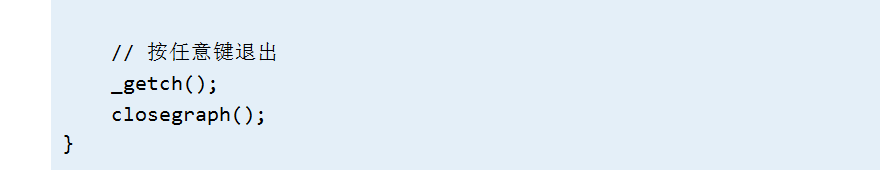 // 按任意键退出
_getch();
closegraph();
}